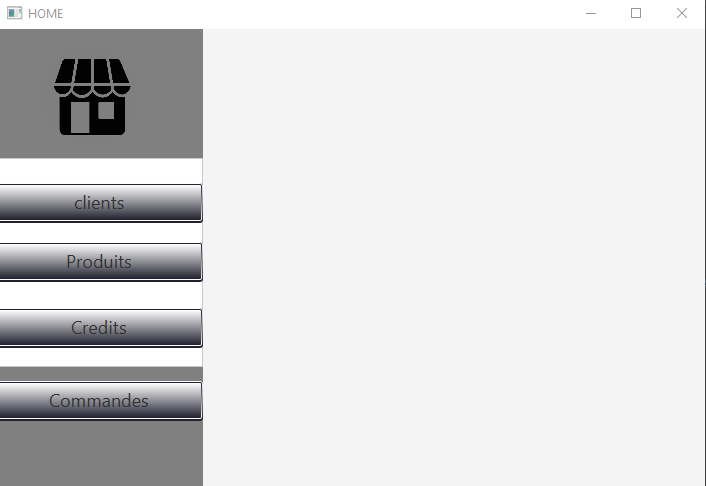 HOME
clients
Produits
Credits
Commandes